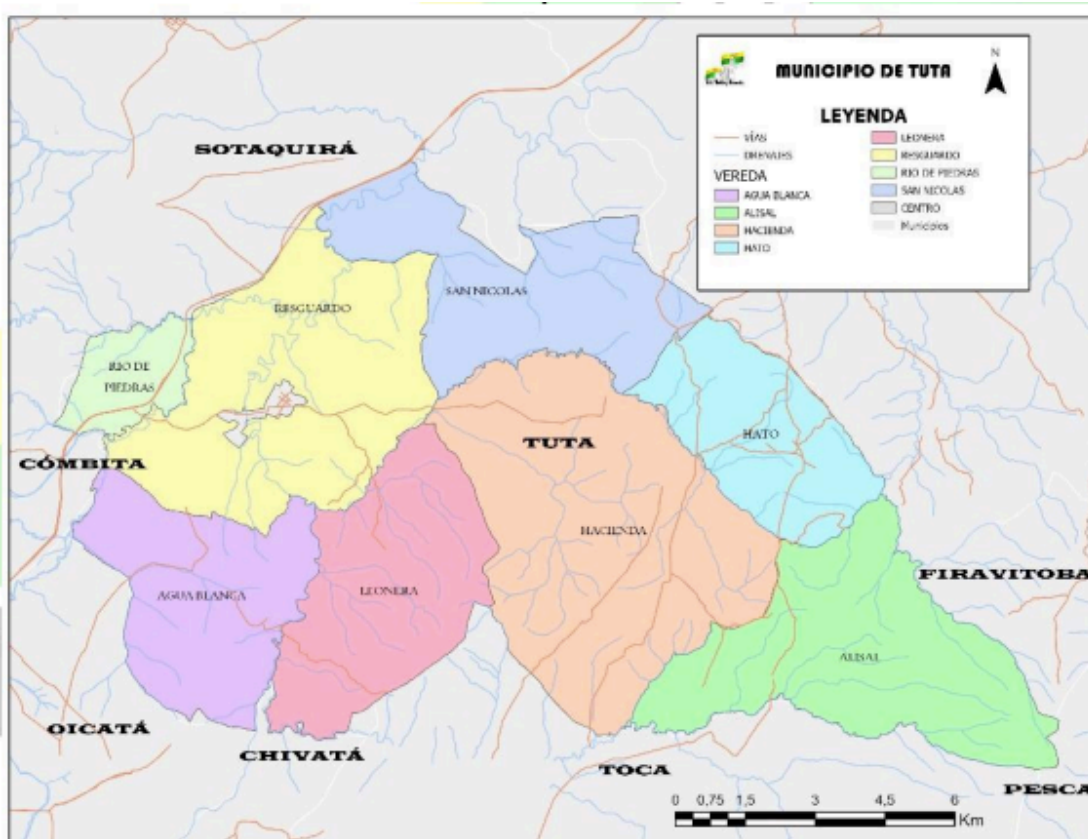 MUNICIPIO DE TUTA
N
LEYENDA
VÍAS
DRENAJES
VEREDA
AGUA BLANCA
ALISAL
HACIENDA
HATO
LEONERA
RESGUARDO
RIO DE PIEDRAS
SAN NICOLAS
CENTRO
Municipios
SOTAQUIRÁ
SAN NICOLAS
RESGUARDO
RIO DE
PIEDRAS
HATO
TUTA
CÓMBITA
HACIENDA
FIRAVITOBA
AGUA BLANCA
LEONERA
ALISAL
OICATÁ
CHIVATÁ
TOCA
PESCA
0 0,75 1,5 3 4,5 6
Km